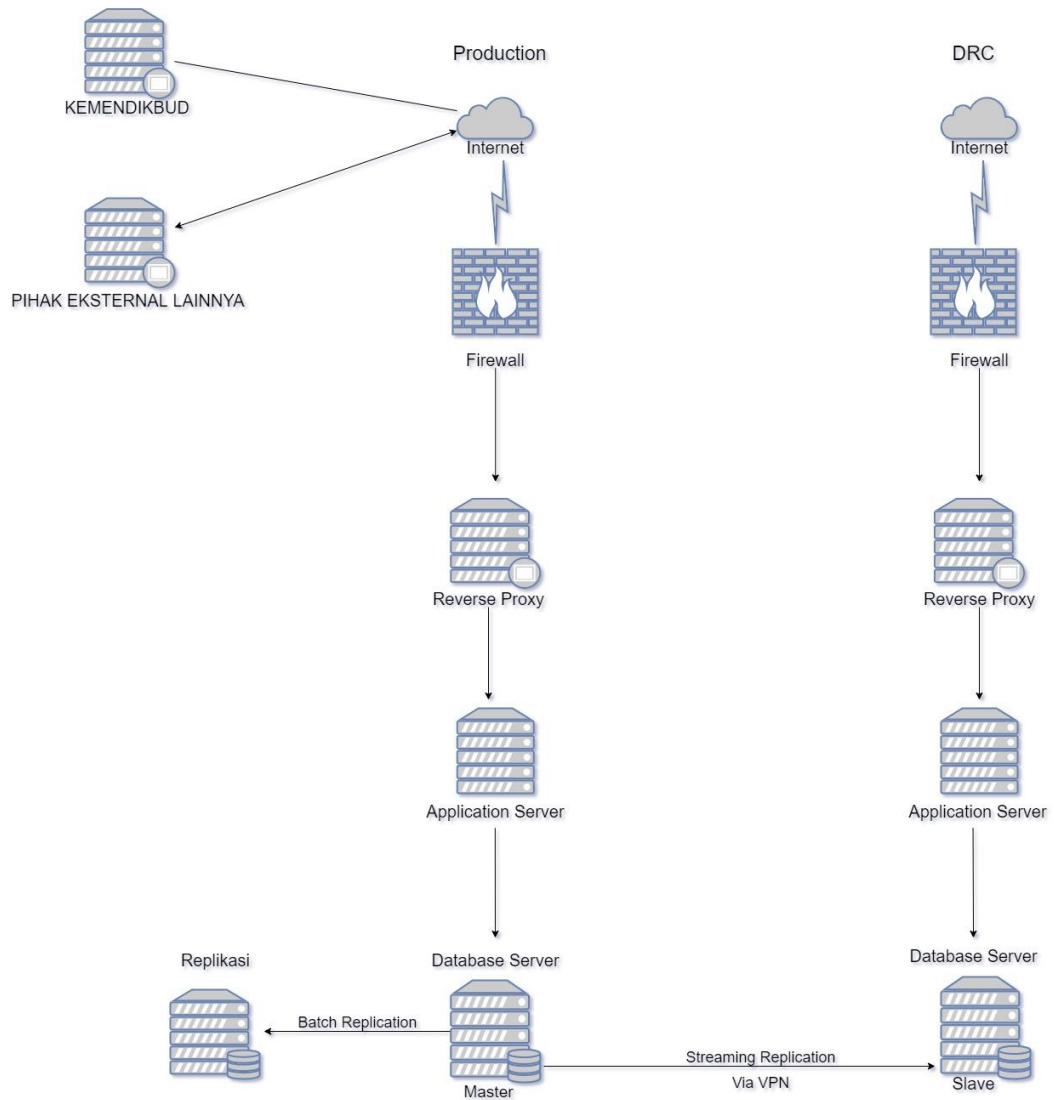 Production
DRC
KEMENDIKBUD
Internet
Internet
PIHAK EKSTERNAL LAINNYA
Firewall
Firewall
Reverse Proxy
Reverse Proxy
Application Server
Application Server
Replikasi
Database Server
Database Server
Batch Replication
Streaming Replication
Via VPN
Master
Slave